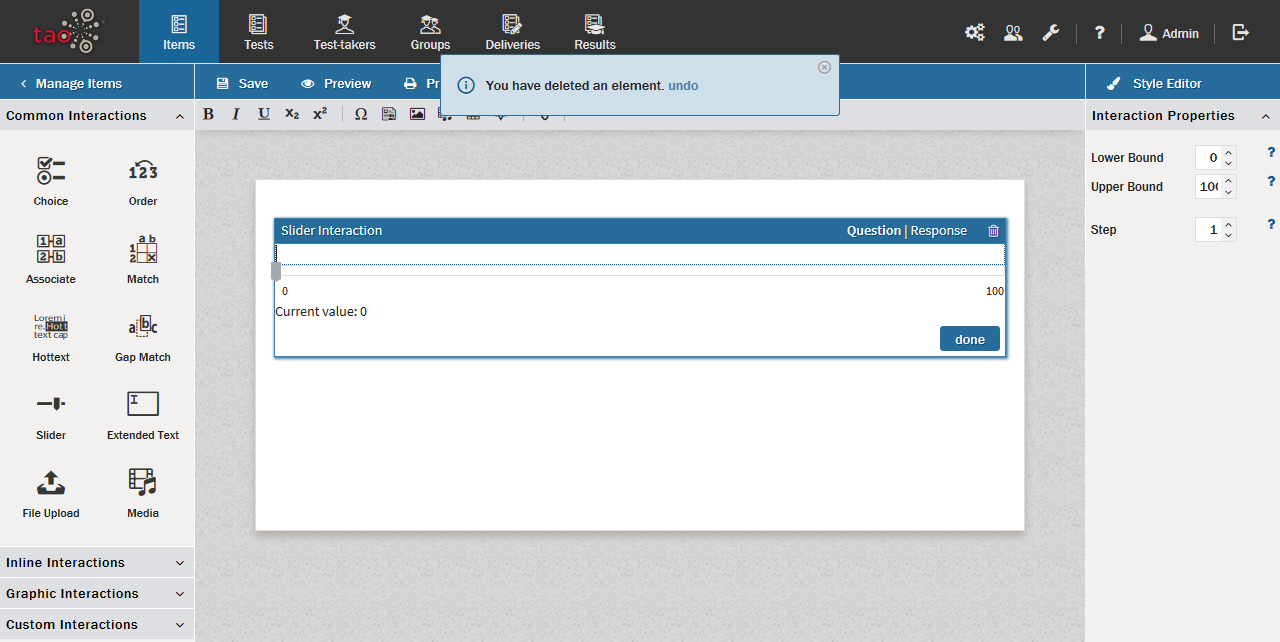 tao
Items
Tests
Test-takers
Groups
Deliveries
Results
?
Admin
Manage Items
Save
Preview
Pr
You have deleted an element. undo
Style Editor
Common Interactions
B I U x₂ x² Ω
Interaction Properties
Choice
Order
Associate
Match
Hottext
Gap Match
Slider
Extended Text
File Upload
Media
Inline Interactions
Graphic Interactions
Custom Interactions
Slider Interaction
Question | Response
0
100
Current value: 0
done
Lower Bound 0 ?
Upper Bound 100 ?
Step 1 ?